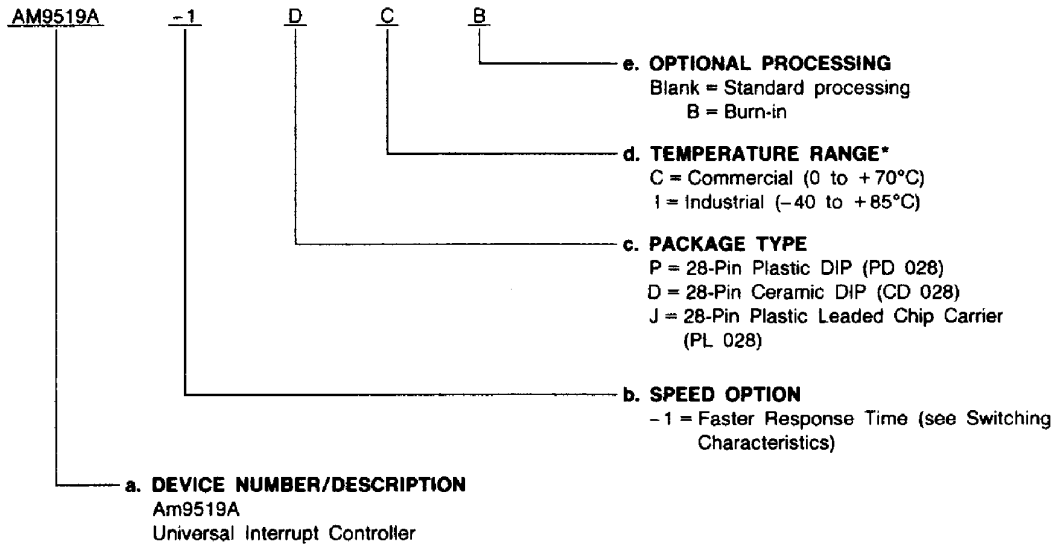 AM9519A -1 D C B
e. OPTIONAL PROCESSING
Blank = Standard processing
B = Burn-in
d. TEMPERATURE RANGE*
C = Commercial (0 to +70°C)
I = Industrial (-40 to +85°C)
c. PACKAGE TYPE
P = 28-Pin Plastic DIP (PD 028)
D = 28-Pin Ceramic DIP (CD 028)
J = 28-Pin Plastic Leaded Chip Carrier
(PL 028)
b. SPEED OPTION
-1 = Faster Response Time (see Switching
Characteristics)
a. DEVICE NUMBER/DESCRIPTION
Am9519A
Universal Interrupt Controller